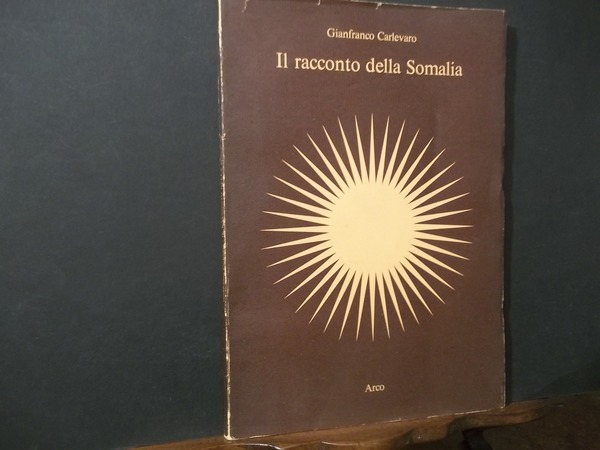 Gianfranco Carlevaro
Il racconto della Somalia
Arco